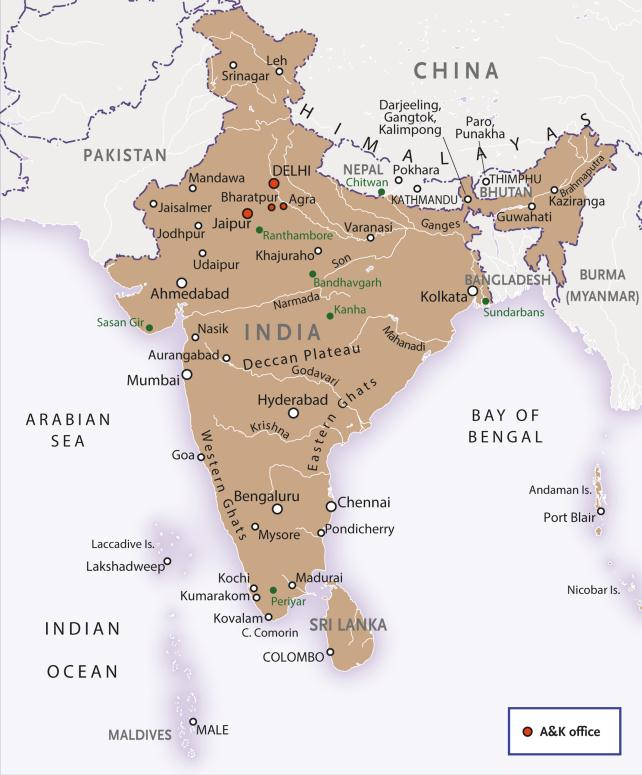 Leh
Srinagar
CHINA
HIMALAYAS
Darjeeling,
Gangtok,
Kalimpong
Paro,
Punakha
PAKISTAN
NEPAL
Pokhara
Chitwan
KATHMANDU
THIMPHU
BHUTAN
Brahmaputra
Kaziranga
Guwahati
DELHI
Mandawa
Bharatpur
Agra
Jaisalmer
Jaipur
Jodhpur
Ranthambore
Varanasi
Ganges
Khajuraho
Son
Udaipur
Bandhavgarh
Ahmedabad
Narmada
Kolkata
BANGLADESH
BURMA
(MYANMAR)
Sundarbans
Sasan Gir
Kanha
INDIA
Nasik
Mahanadi
Aurangabad
Deccan Plateau
Mumbai
Godavari
Hyderabad
Eastern Ghats
Krishna
ARABIAN
SEA
BAY OF
BENGAL
Goa
Western Ghats
Bengaluru
Chennai
Mysore
Pondicherry
Andaman Is.
Port Blair
Laccadive Is.
Lakshadweep
Kochi
Madurai
Kumarakom
Periyar
Nicobar Is.
Kovalam
C. Comorin
SRI LANKA
COLOMBO
INDIAN
OCEAN
MALDIVES
MALE
A&K office